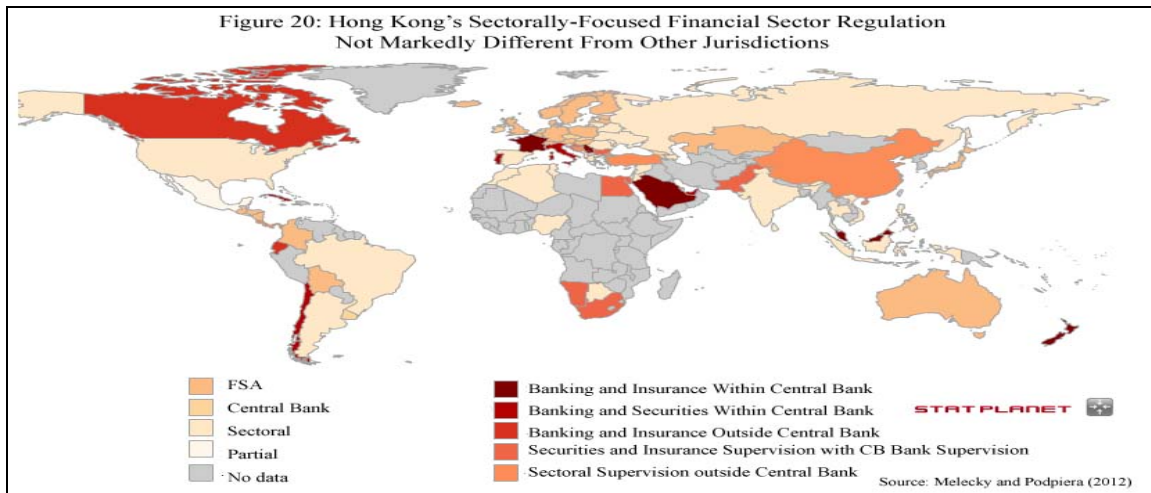 Figure 20: Hong Kong's Sectorally-Focused Financial Sector Regulation
Not Markedly Different From Other Jurisdictions
FSA
Central Bank
Sectoral
Partial
No data
Banking and Insurance Within Central Bank
Banking and Securities Within Central Bank
Banking and Insurance Outside Central Bank
Securities and Insurance Supervision with CB Bank Supervision
Sectoral Supervision outside Central Bank
STATPLANET
Source: Melecky and Podpiera (2012)